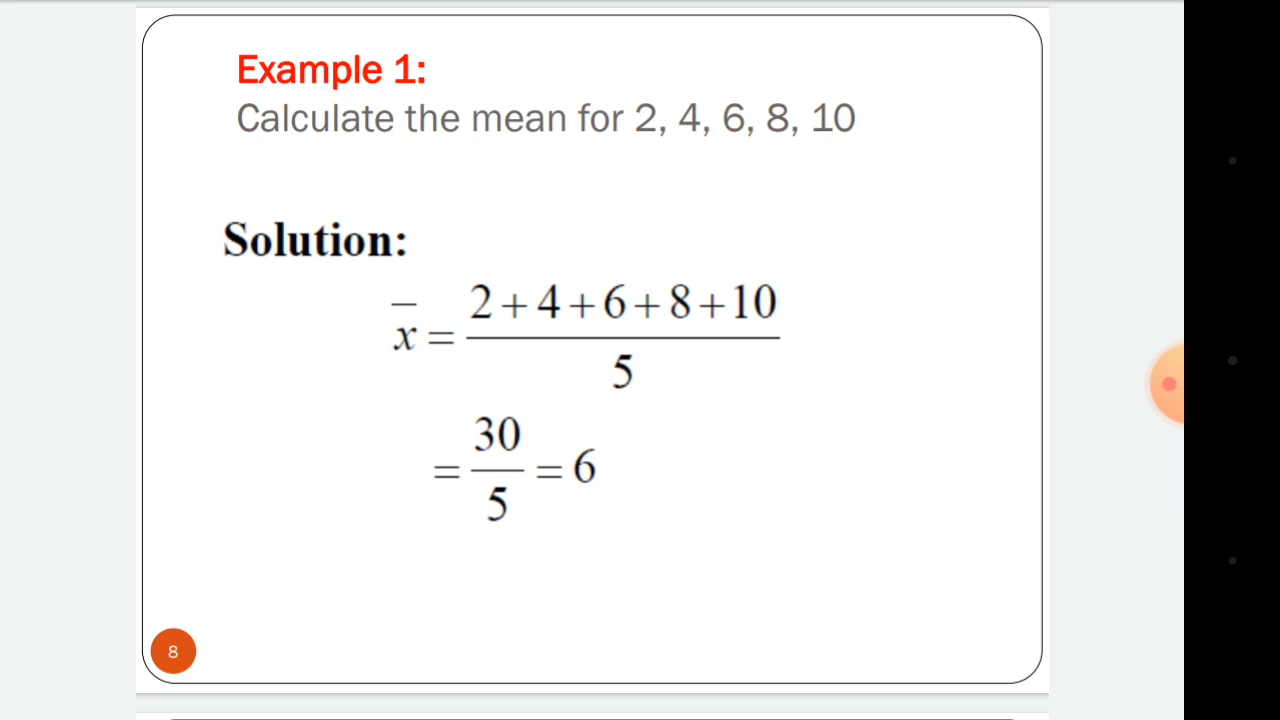 Example 1:
Calculate the mean for 2, 4, 6, 8, 10
Solution:
x̄ = (2+4+6+8+10)/5
= 30/5 = 6
8